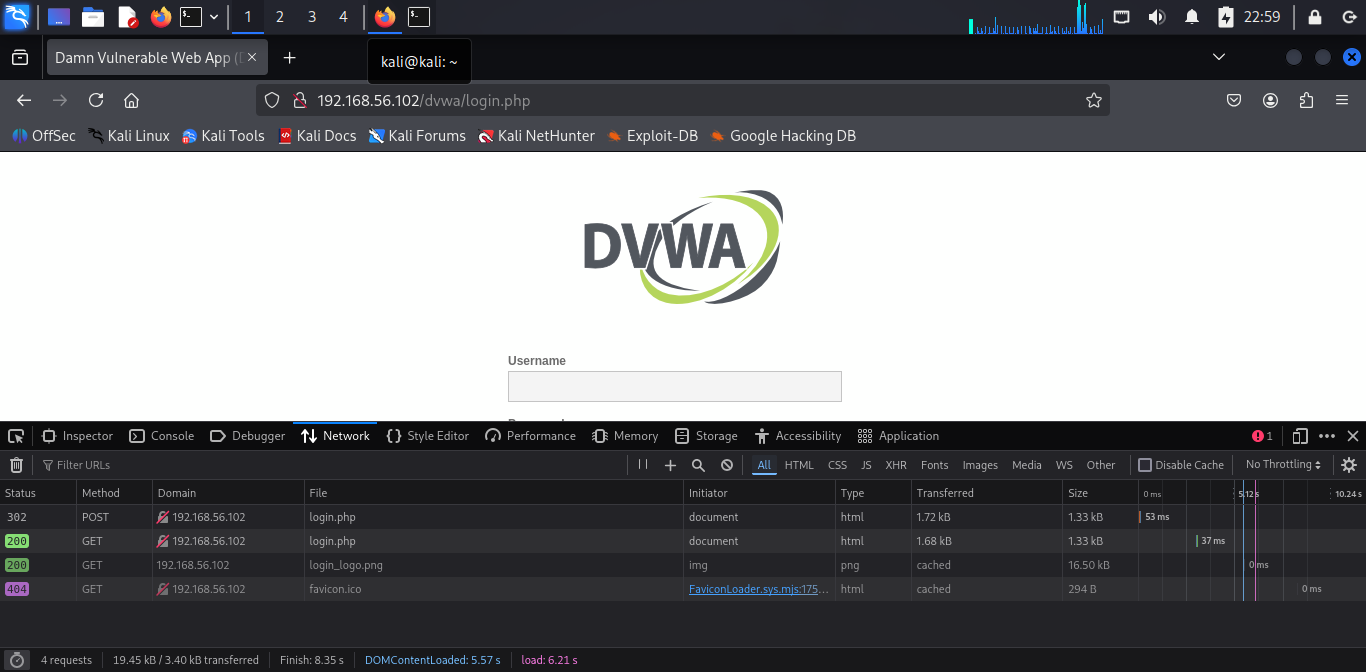 1 2 3 4 22:59
Damn Vulnerable Web App (D
kali@kali: ~
192.168.56.102/dvwa/login.php
OffSec Kali Linux Kali Tools Kali Docs Kali Forums Kali NetHunter Exploit-DB Google Hacking DB
DVWA
Username
Inspector Console Debugger Network Style Editor Performance Memory Storage Accessibility Application 1
Filter URLs All HTML CSS JS XHR Fonts Images Media WS Other Disable Cache No Throttling
Status Method Domain File Initiator Type Transferred Size 0 ms 5.12 s 10.24 s
302 POST 192.168.56.102 login.php document html 1.72 kB 1.33 kB 53 ms
200 GET 192.168.56.102 login.php document html 1.68 kB 1.33 kB 37 ms
200 GET 192.168.56.102 login_logo.png img png cached 16.50 kB 0 ms
404 GET 192.168.56.102 favicon.ico FaviconLoader.sys.mjs:175… html cached 294 B 0 ms
4 requests 19.45 kB / 3.40 kB transferred Finish: 8.35 s DOMContentLoaded: 5.57 s load: 6.21 s